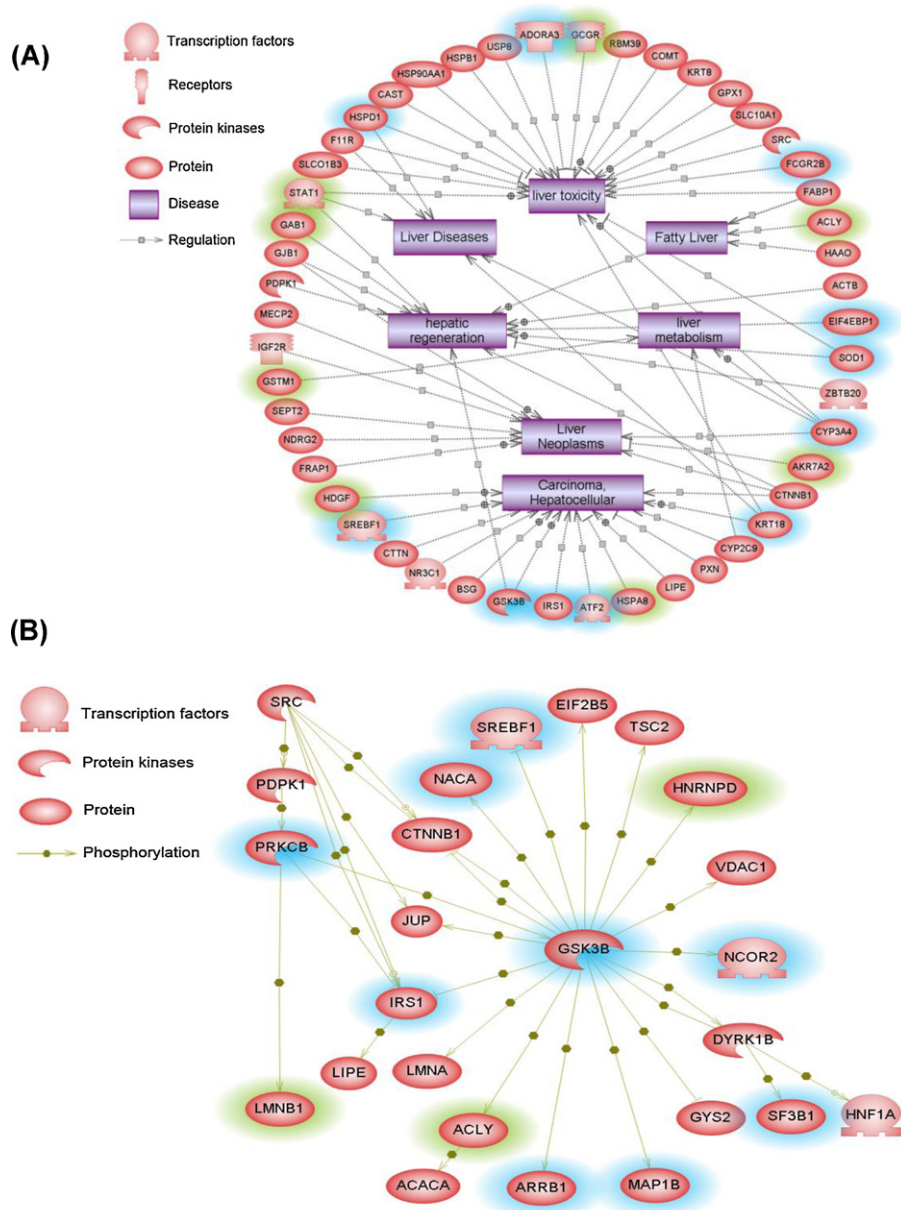 (A)
Transcription factors
Receptors
Protein kinases
Protein
Disease
Regulation
ADORA3
GCGR
USP8
RBM39
HSPB1
COMT
HSP90AA1
KRT8
CAST
GPX1
HSPD1
SLC10A1
F11R
SRC
SLCO1B3
FCGR2B
STAT1
FABP1
GAB1
ACLY
GJB1
HAAO
PDPK1
ACTB
MECP2
EIF4EBP1
IGF2R
SOD1
GSTM1
ZBTB20
SEPT2
CYP3A4
NDRG2
AKR7A2
FRAP1
CTNNB1
HDGF
KRT18
SREBF1
CYP2C9
CTTN
PXN
NR3C1
LIPE
BSG
HSPA8
GSK3B
IRS1
ATF2
liver toxicity
Liver Diseases
Fatty Liver
hepatic
regeneration
liver
metabolism
Liver
Neoplasms
Carcinoma,
Hepatocellular
(B)
Transcription factors
Protein kinases
Protein
Phosphorylation
SRC
EIF2B5
SREBF1
TSC2
PDPK1
NACA
HNRNPD
CTNNB1
PRKCB
VDAC1
JUP
GSK3B
NCOR2
IRS1
DYRK1B
LIPE
LMNA
LMNB1
GYS2
SF3B1
HNF1A
ACLY
ACACA
ARRB1
MAP1B